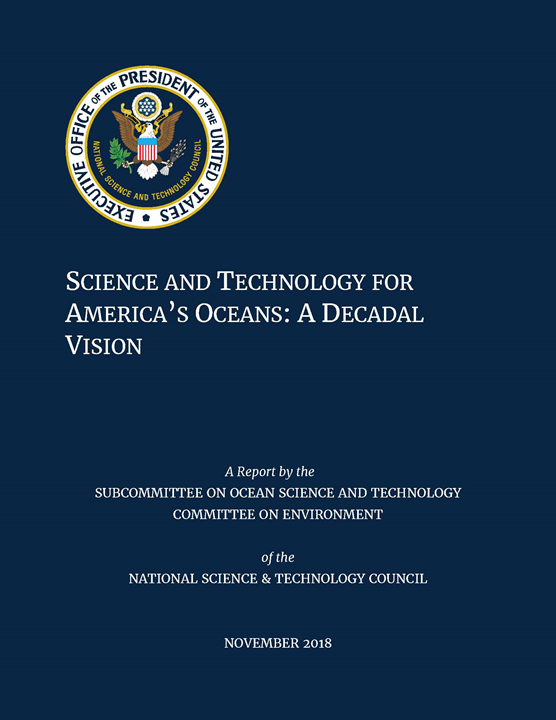 EXECUTIVE OFFICE OF THE PRESIDENT OF THE UNITED STATES
NATIONAL SCIENCE AND TECHNOLOGY COUNCIL
SCIENCE AND TECHNOLOGY FOR
AMERICA’S OCEANS: A DECADAL
VISION
A Report by the
SUBCOMMITTEE ON OCEAN SCIENCE AND TECHNOLOGY
COMMITTEE ON ENVIRONMENT
of the
NATIONAL SCIENCE & TECHNOLOGY COUNCIL
NOVEMBER 2018